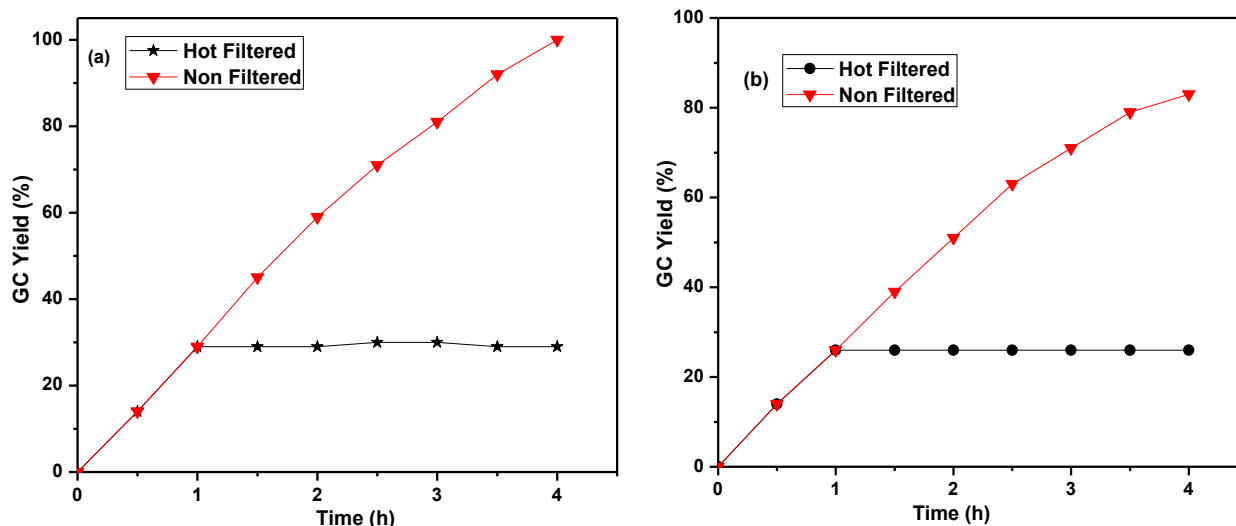 (a)
Hot Filtered
Non Filtered
GC Yield (%)
100
80
60
40
20
0
0 1 2 3 4
Time (h)
(b)
Hot Filtered
Non Filtered
GC Yield (%)
100
80
60
40
20
0
0 1 2 3 4
Time (h)